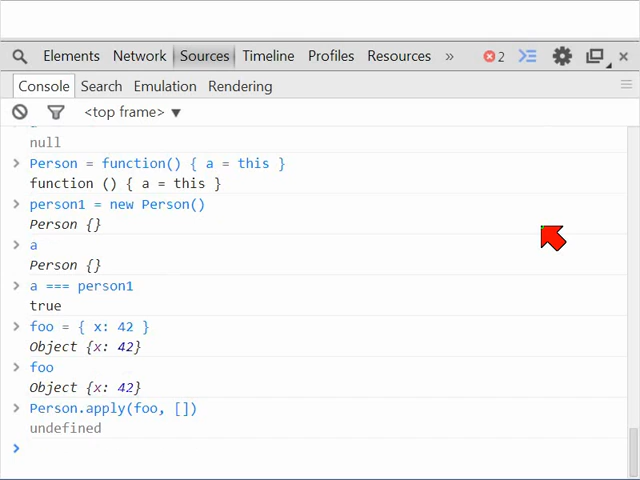 Elements Network Sources Timeline Profiles Resources » 2
Console Search Emulation Rendering
<top frame> ▼
null
> Person = function() { a = this }
function () { a = this }
> person1 = new Person()
Person {}
> a
Person {}
> a === person1
true
> foo = { x: 42 }
Object {x: 42}
> foo
Object {x: 42}
> Person.apply(foo, [])
undefined
>